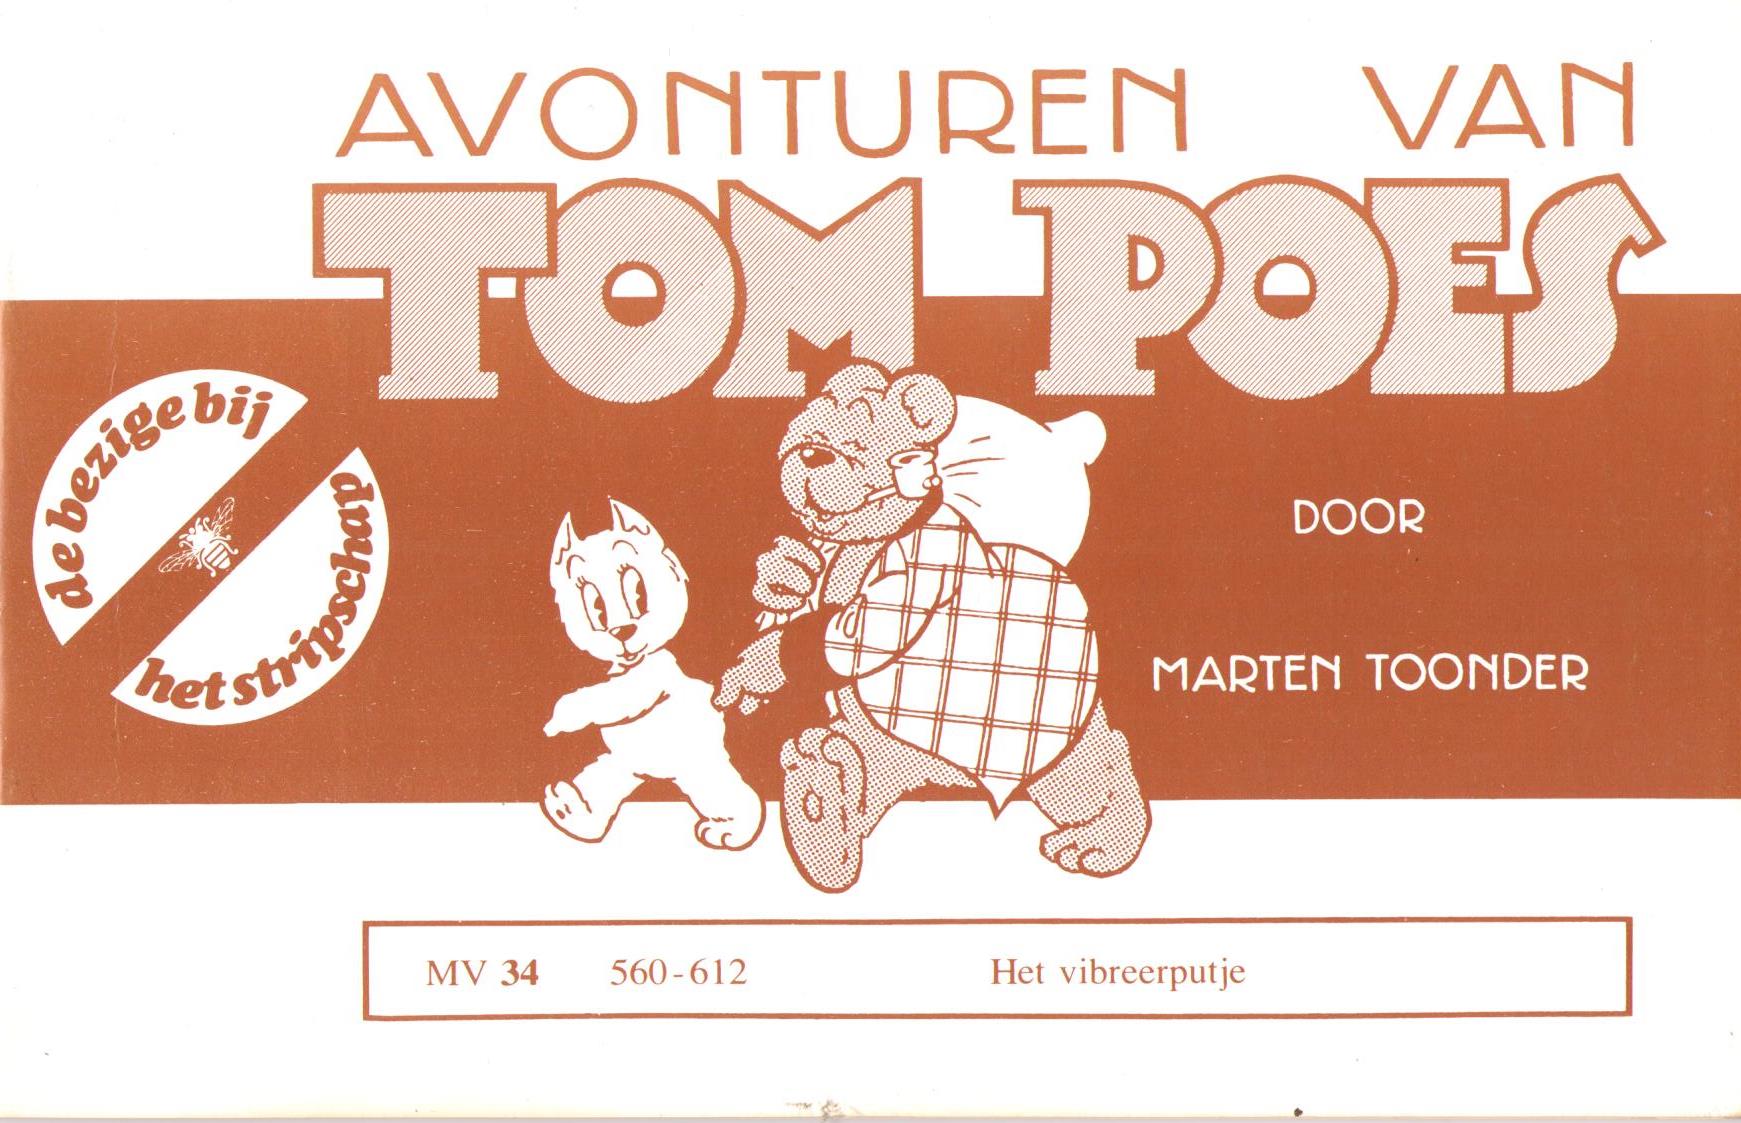 AVONTUREN VAN
TOM POES
de bezige bij
het stripschap
DOOR
MARTEN TOONDER
MV 34 560-612 Het vibreerputje